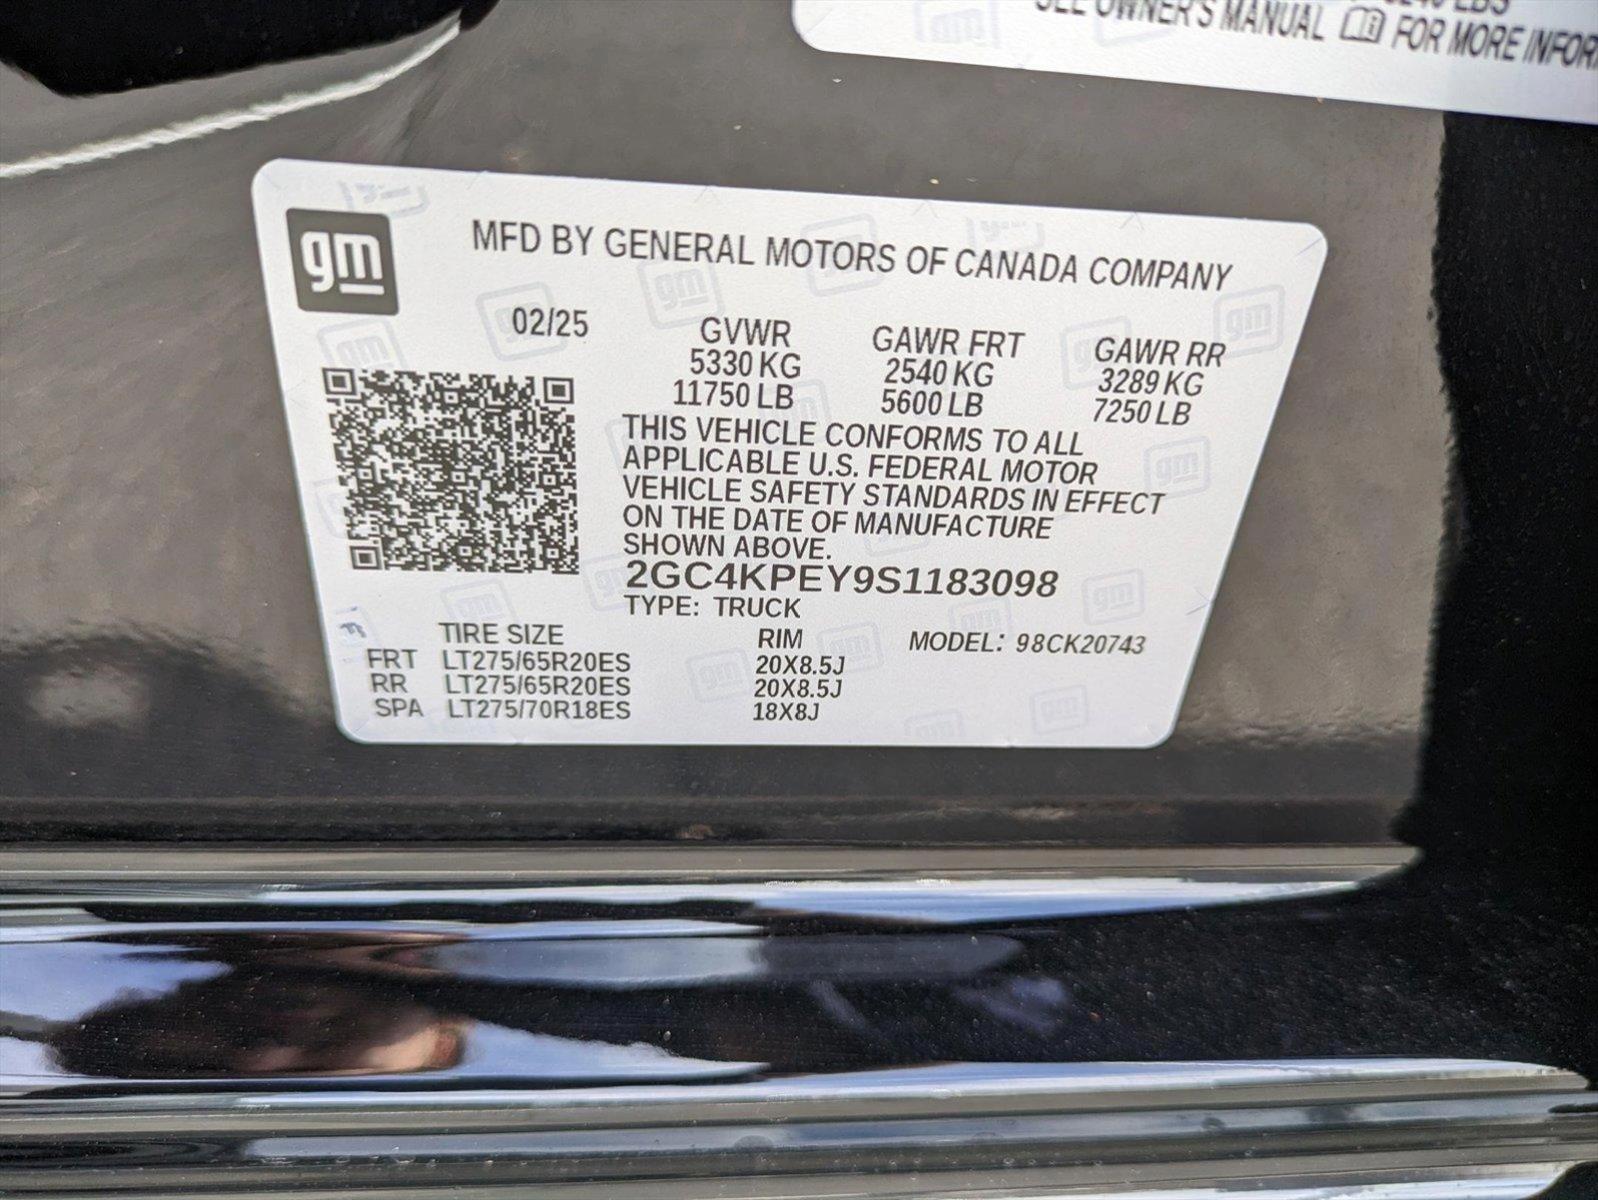 SEE OWNER'S MANUAL FOR MORE
gm
MFD BY GENERAL MOTORS OF CANADA COMPANY
02/25
GVWR GAWR FRT GAWR RR
5330 KG 2540 KG 3289 KG
11750 LB 5600 LB 7250 LB
THIS VEHICLE CONFORMS TO ALL
APPLICABLE U.S. FEDERAL MOTOR
VEHICLE SAFETY STANDARDS IN EFFECT
ON THE DATE OF MANUFACTURE
SHOWN ABOVE.
2GC4KPEY9S1183098
TYPE: TRUCK
TIRE SIZE RIM MODEL: 98CK20743
FRT LT275/65R20ES 20X8.5J
RR LT275/65R20ES 20X8.5J
SPA LT275/70R18ES 18X8J